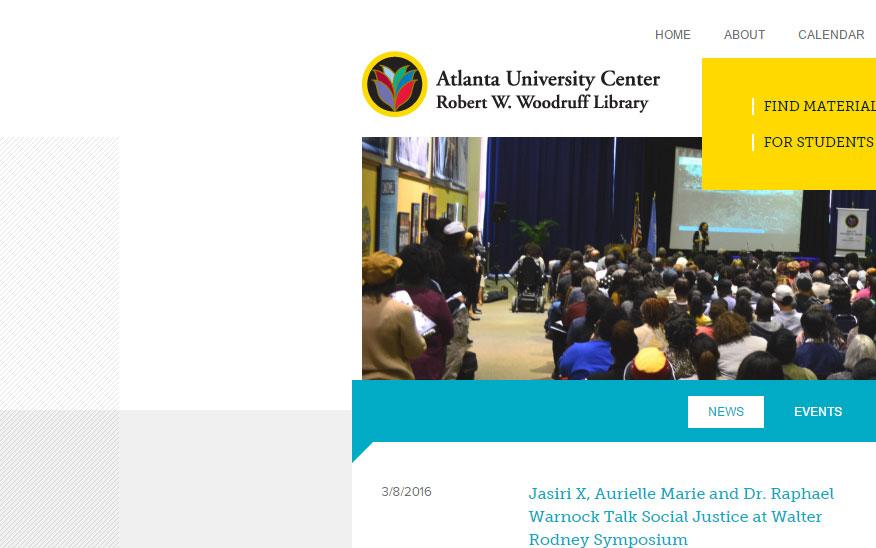 HOME ABOUT CALENDAR
Atlanta University Center
Robert W. Woodruff Library
FIND MATERIAL
FOR STUDENTS
NEWS EVENTS
3/8/2016
Jasiri X, Aurielle Marie and Dr. Raphael
Warnock Talk Social Justice at Walter
Rodney Symposium